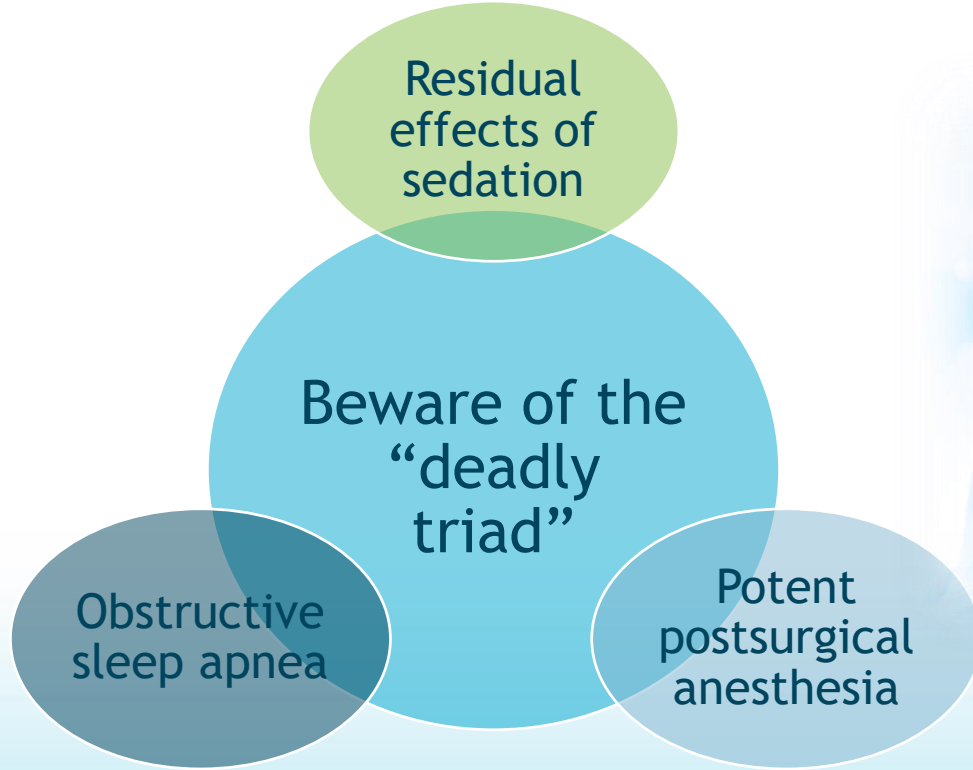 Residual
effects of
sedation
Beware of the
“deadly
triad”
Obstructive
sleep apnea
Potent
postsurgical
anesthesia